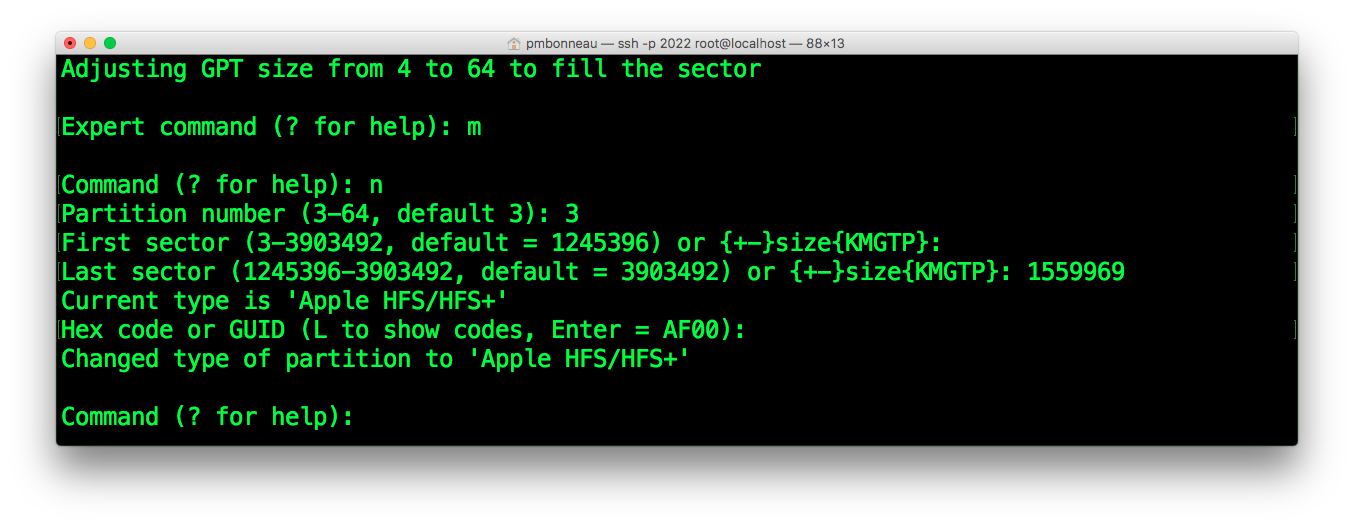 pmbonneau — ssh -p 2022 root@localhost — 88×13
Adjusting GPT size from 4 to 64 to fill the sector
[Expert command (? for help): m ]
[Command (? for help): n ]
[Partition number (3-64, default 3): 3 ]
[First sector (3-3903492, default = 1245396) or {+-}size{KMGTP}: ]
[Last sector (1245396-3903492, default = 3903492) or {+-}size{KMGTP}: 1559969 ]
Current type is 'Apple HFS/HFS+'
[Hex code or GUID (L to show codes, Enter = AF00): ]
Changed type of partition to 'Apple HFS/HFS+'
Command (? for help):